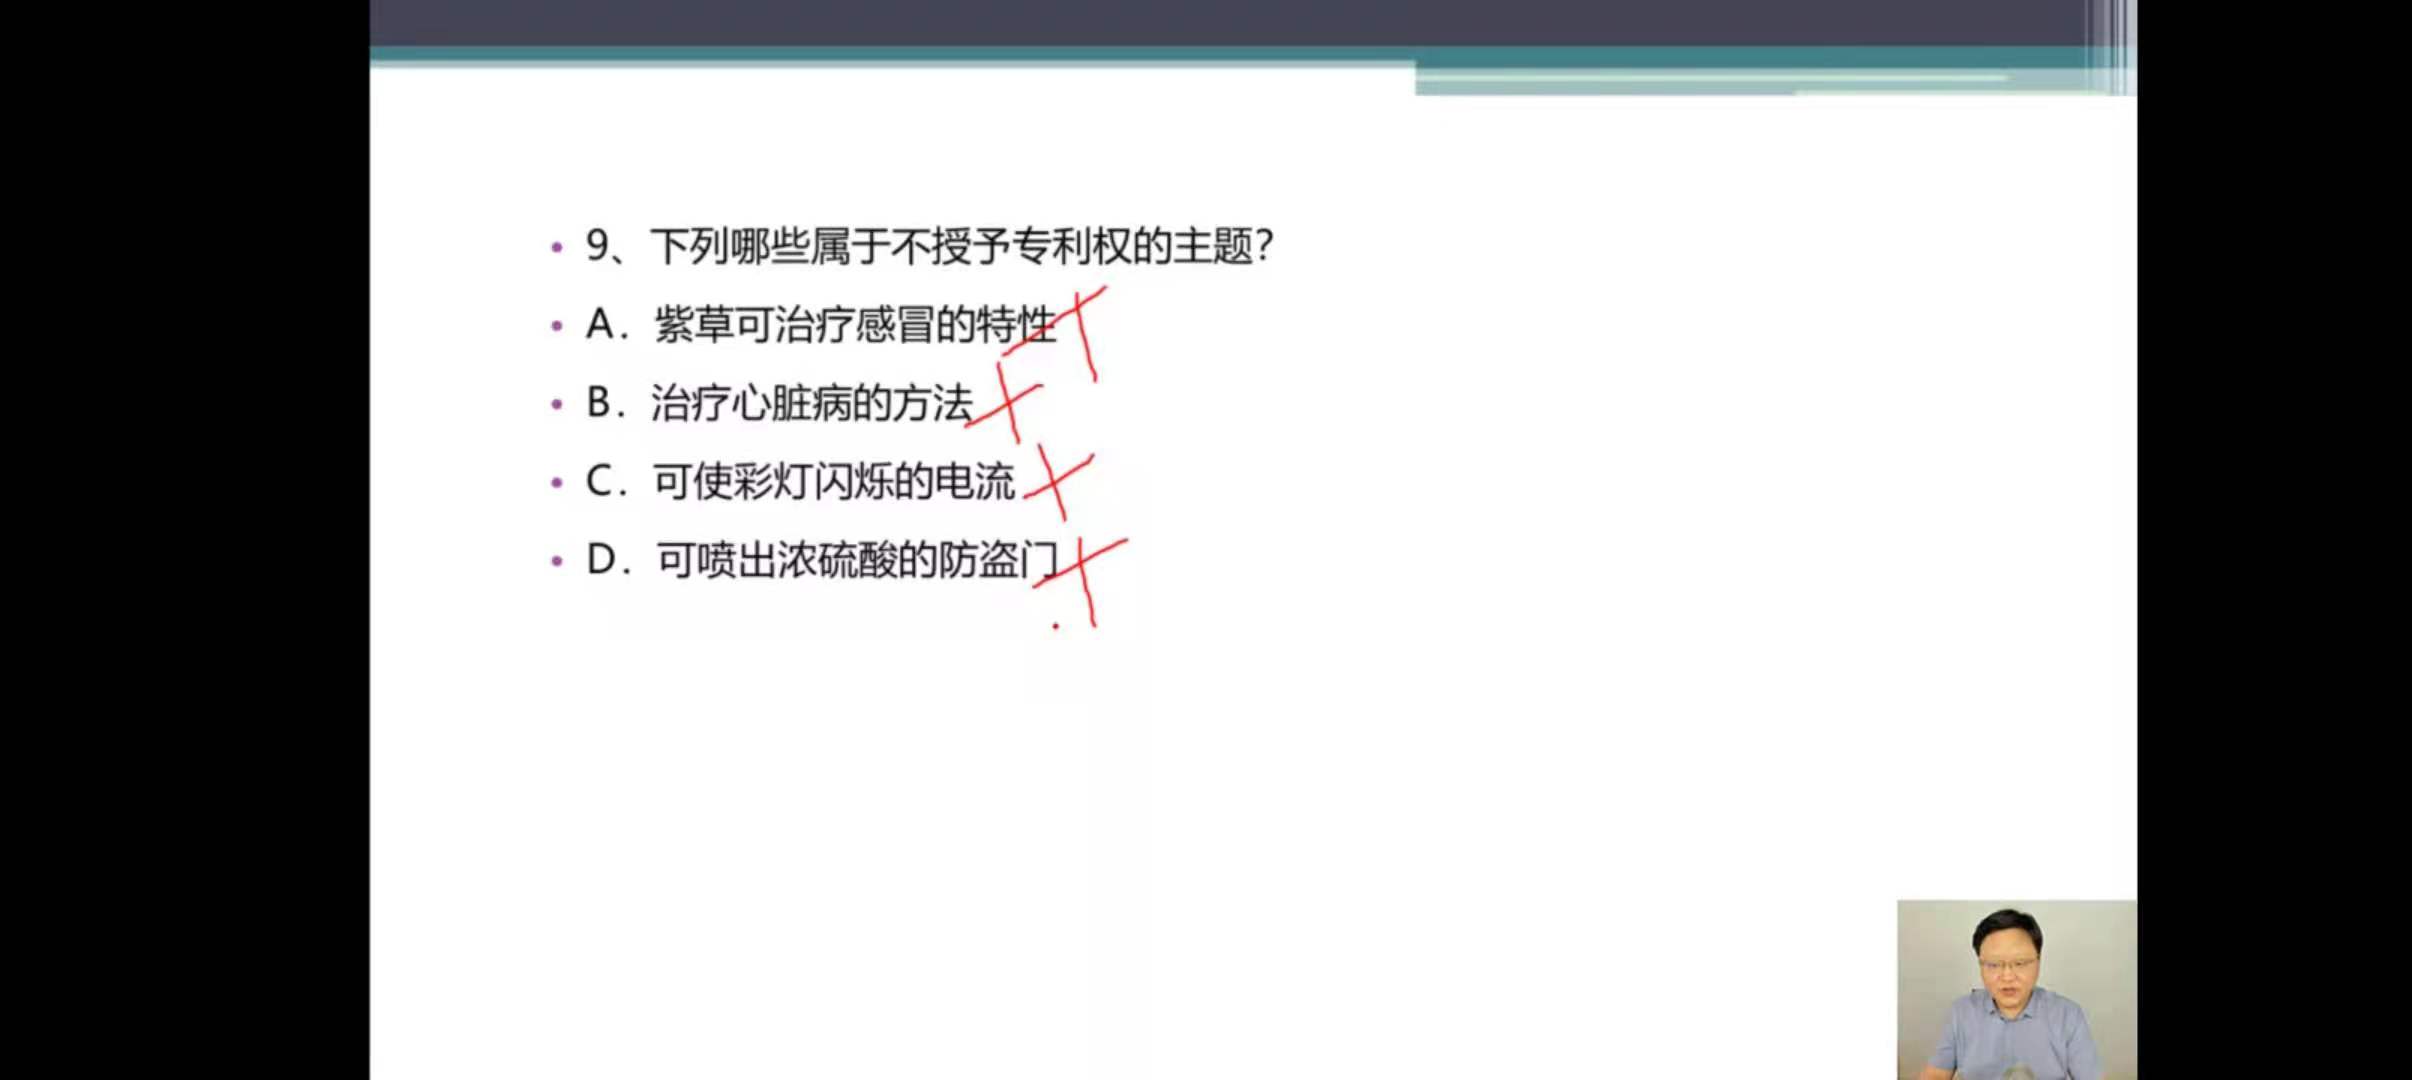 • 9、下列哪些属于不授予专利权的主题？
• A．紫草可治疗感冒的特性
• B．治疗心脏病的方法
• C．可使彩灯闪烁的电流
• D．可喷出浓硫酸的防盗门